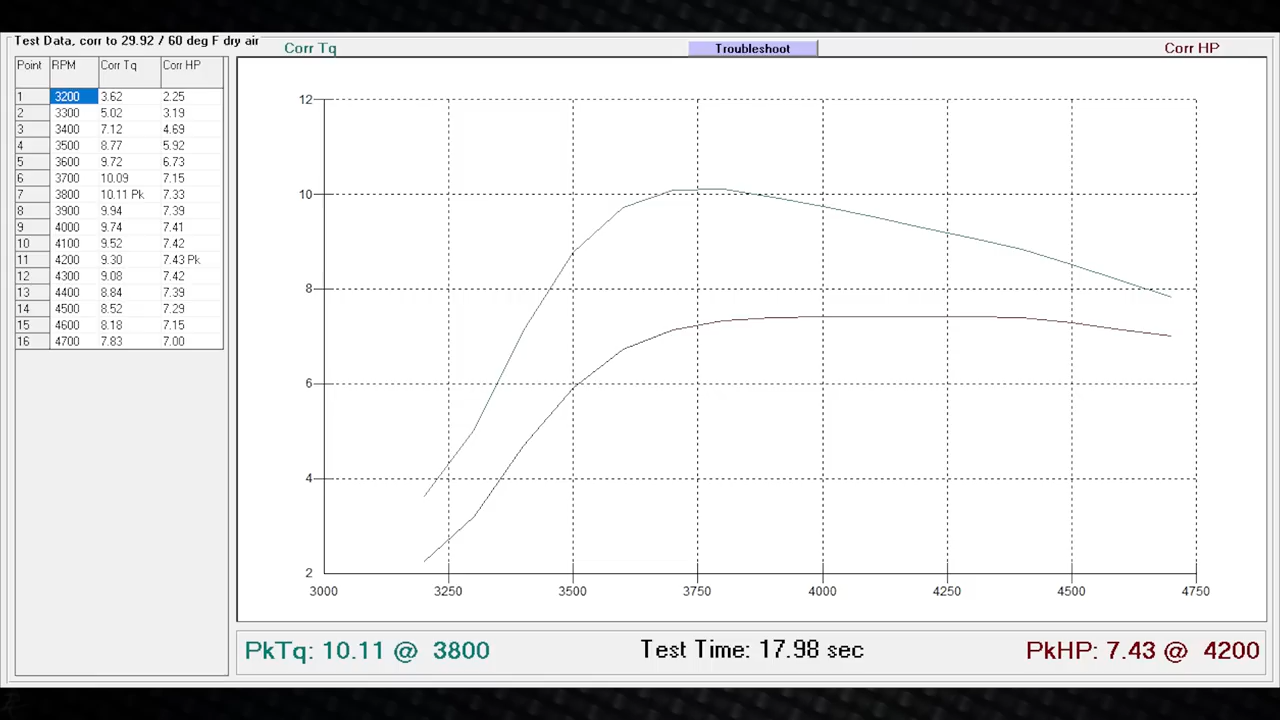 Test Data, corr to 29.92 / 60 deg F dry air
Corr Tq
Troubleshoot
Corr HP
Point RPM Corr Tq Corr HP
1 3200 3.62 2.25
2 3300 5.02 3.19
3 3400 7.12 4.69
4 3500 8.77 5.92
5 3600 9.72 6.73
6 3700 10.09 7.15
7 3800 10.11 Pk 7.33
8 3900 9.94 7.39
9 4000 9.74 7.41
10 4100 9.52 7.42
11 4200 9.30 7.43 Pk
12 4300 9.08 7.42
13 4400 8.84 7.39
14 4500 8.52 7.29
15 4600 8.18 7.15
16 4700 7.83 7.00
12
10
8
6
4
2
3000 3250 3500 3750 4000 4250 4500 4750
PkTq: 10.11 @ 3800
Test Time: 17.98 sec
PkHP: 7.43 @ 4200